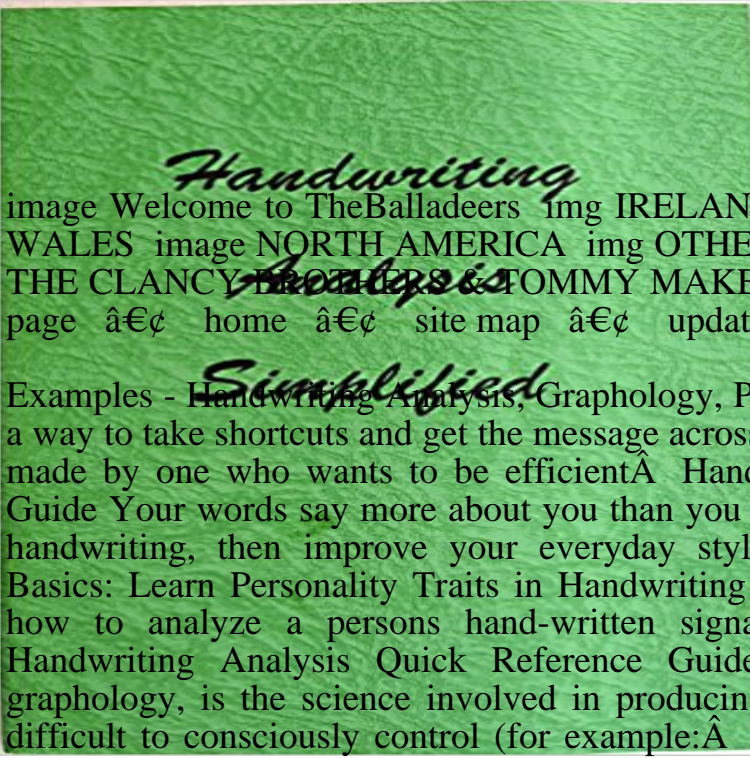 Handwriting
image Welcome to TheBalladeers img IRELAN
WALES image NORTH AMERICA img OTHE
Analysis
THE CLANCY BROTHERS & TOMMY MAKE
page • home • site map • updat
Simplified
Examples - Handwriting Analysis, Graphology, P
a way to take shortcuts and get the message across
made by one who wants to be efficientÂ Hand
Guide Your words say more about you than you
handwriting, then improve your everyday styl
Basics: Learn Personality Traits in Handwriting
how to analyze a persons hand-written signa
Handwriting Analysis Quick Reference Guide
graphology, is the science involved in producin
difficult to consciously control (for example:Â